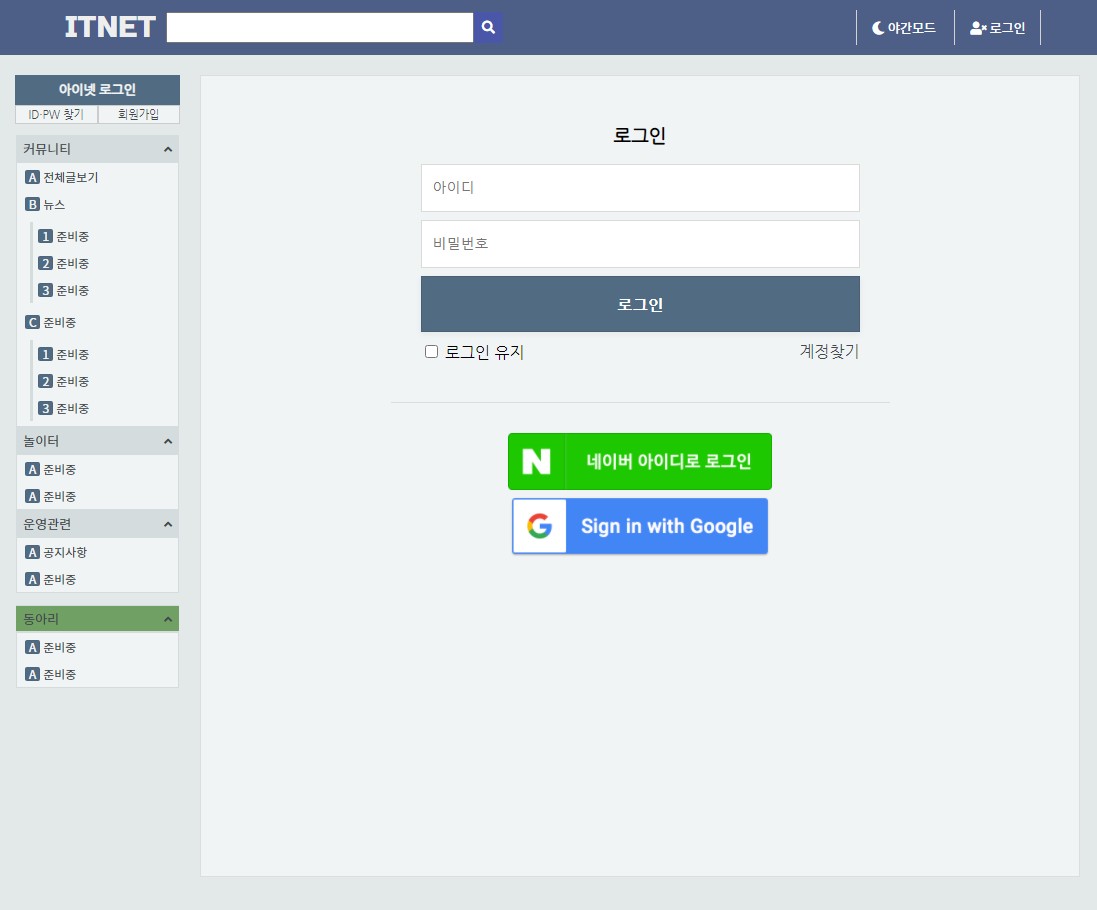 ITNET
야간모드
로그인
아이넷 로그인
ID·PW 찾기
회원가입
커뮤니티
A 전체글보기
B 뉴스
1 준비중
2 준비중
3 준비중
C 준비중
1 준비중
2 준비중
3 준비중
놀이터
A 준비중
A 준비중
운영관련
A 공지사항
A 준비중
동아리
A 준비중
A 준비중
로그인
아이디
비밀번호
로그인
로그인 유지
계정찾기
N 네이버 아이디로 로그인
G Sign in with Google